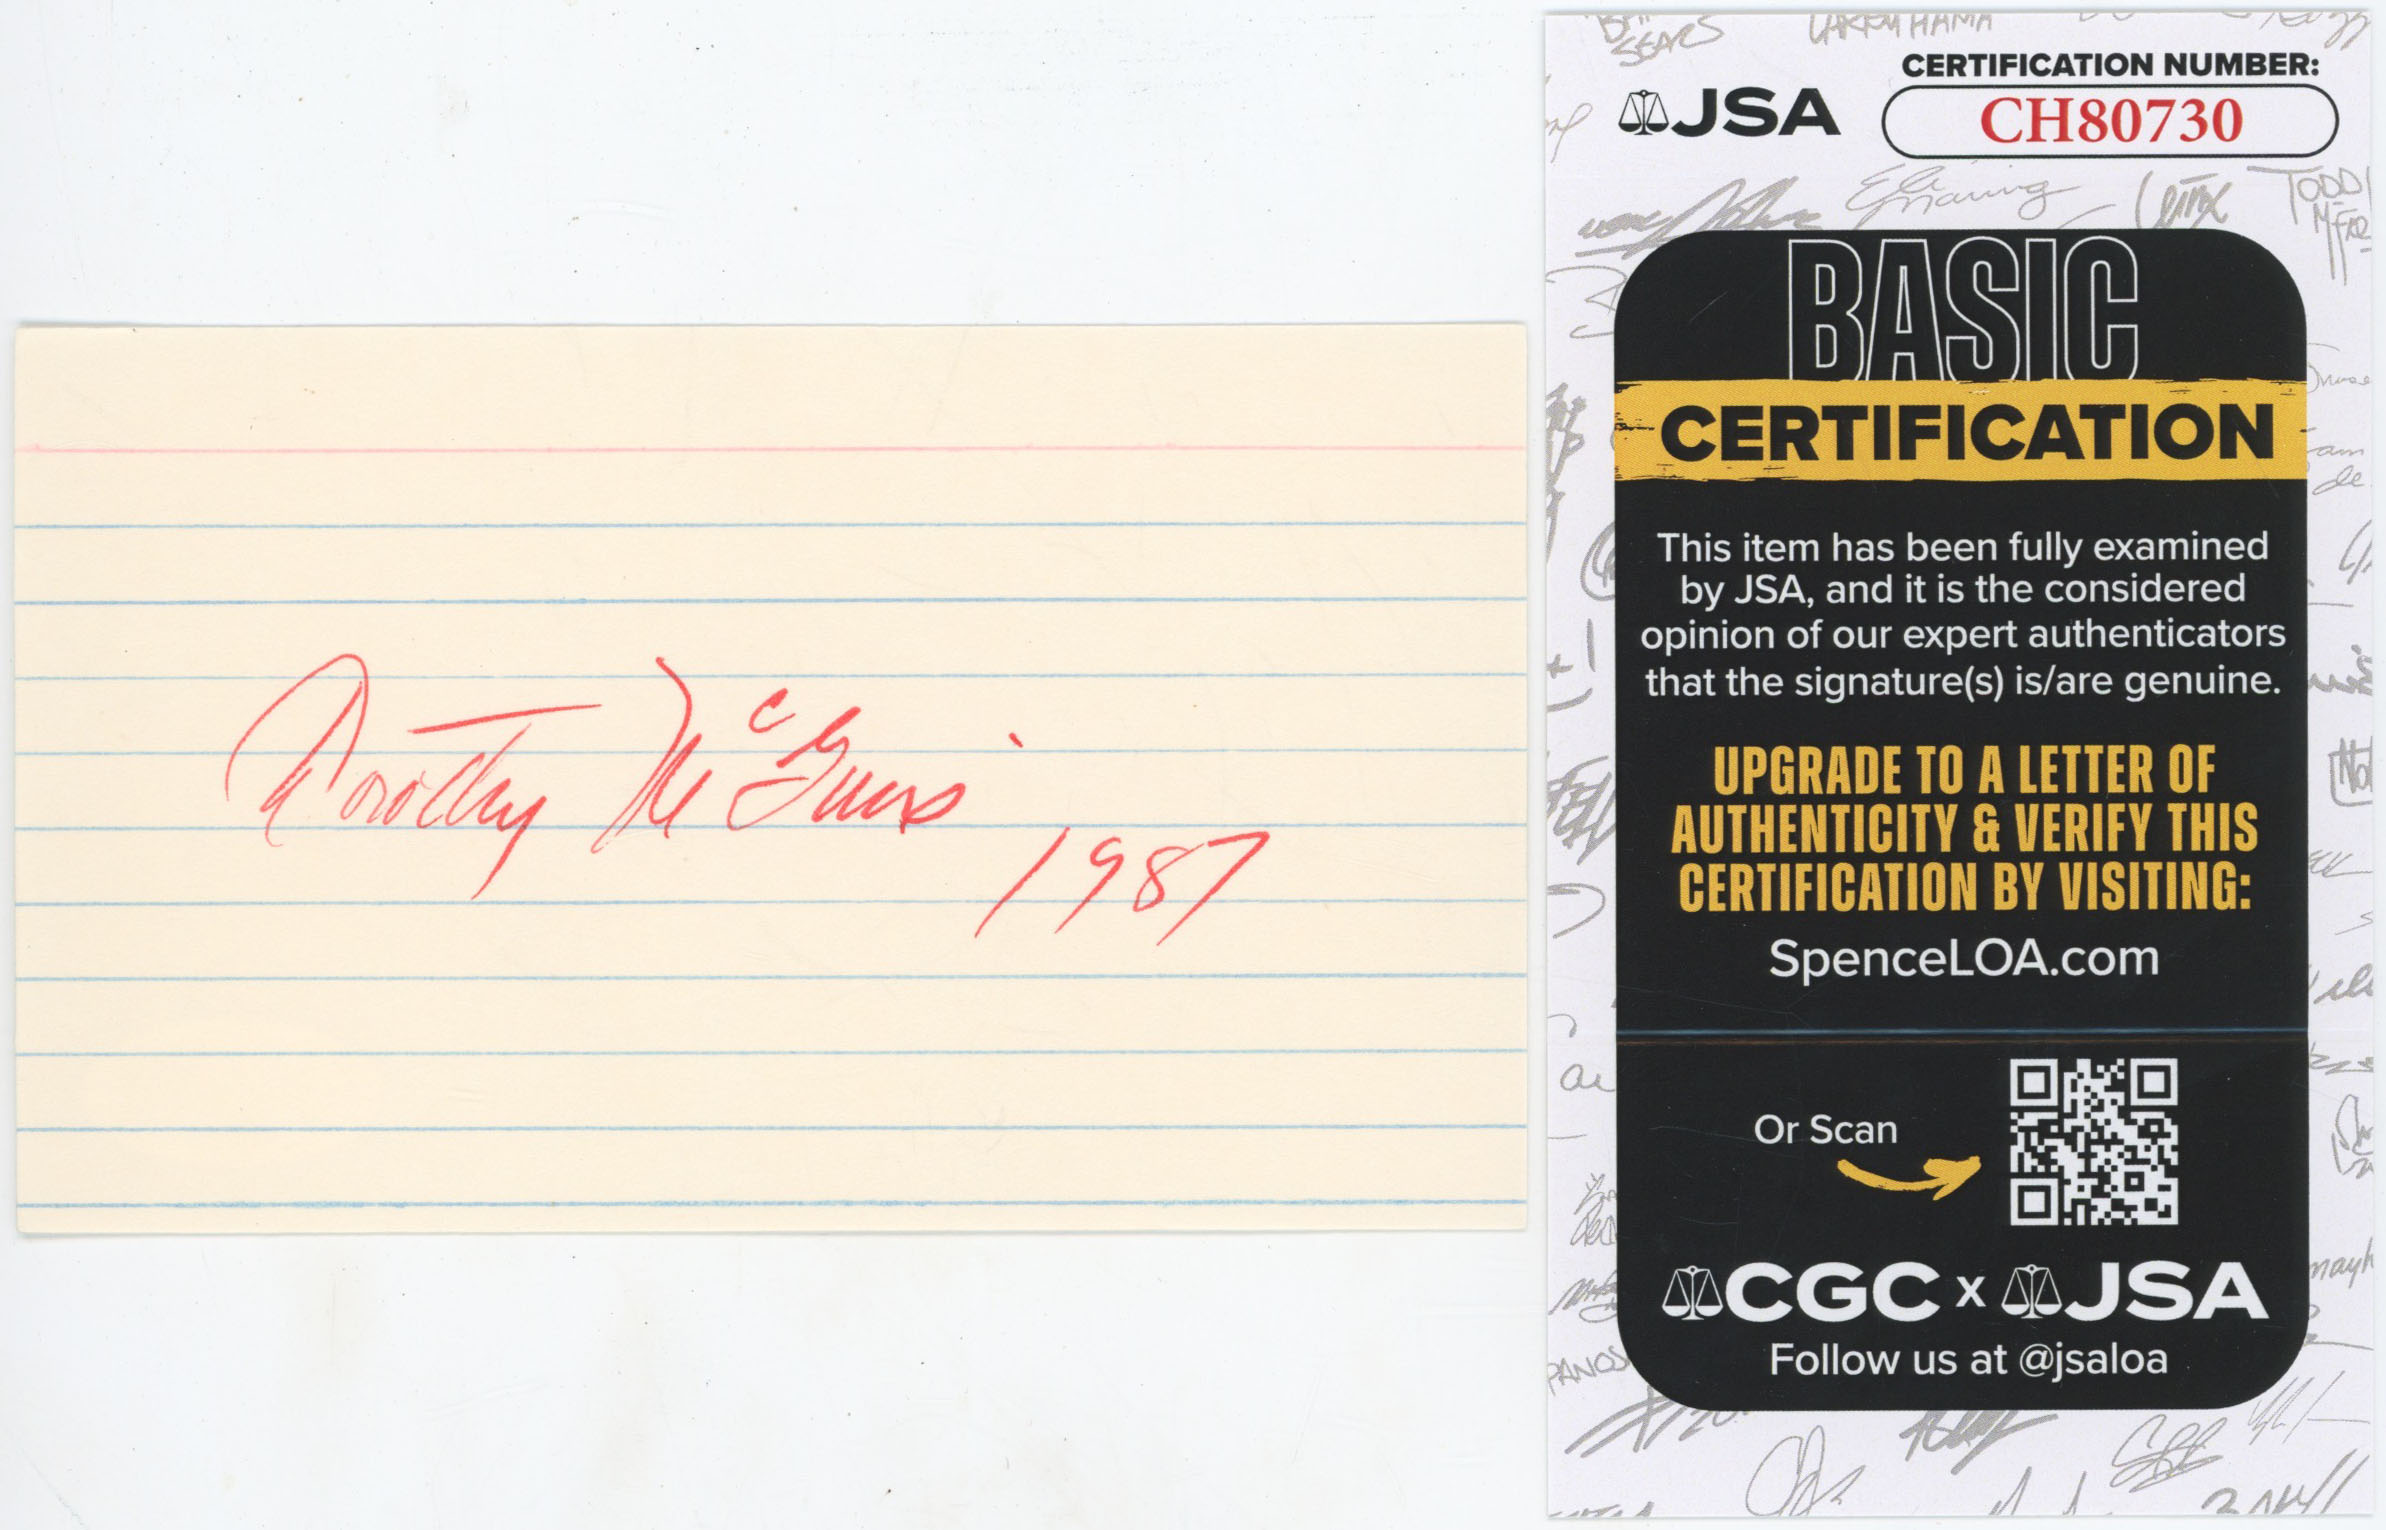 Dorothy McGuire
1987
JSA
CERTIFICATION NUMBER:
CH80730
BASIC
CERTIFICATION
This item has been fully examined
by JSA, and it is the considered
opinion of our expert authenticators
that the signature(s) is/are genuine.
UPGRADE TO A LETTER OF
AUTHENTICITY & VERIFY THIS
CERTIFICATION BY VISITING:
SpenceLOA.com
Or Scan
CGC x JSA
Follow us at @jsaloa